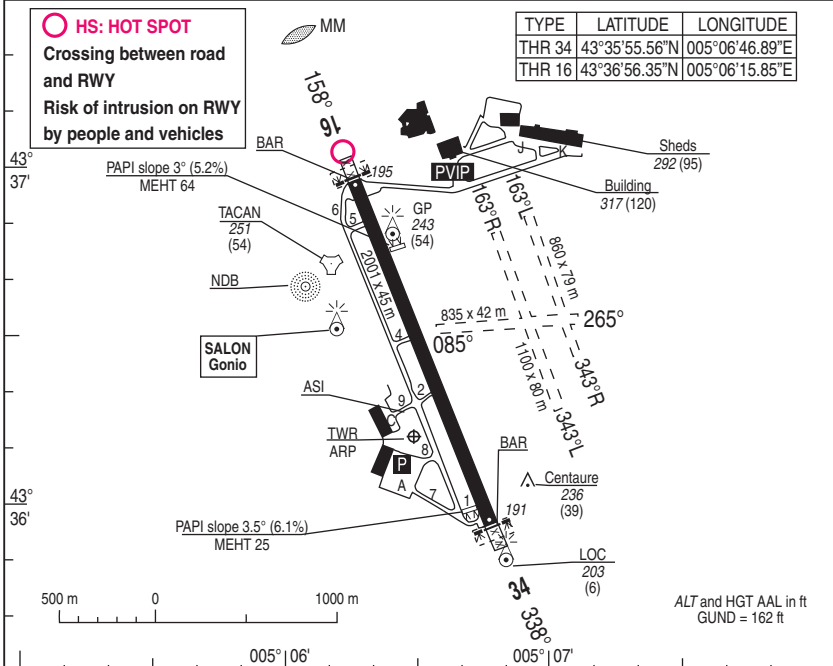 HS: HOT SPOT
Crossing between road
and RWY
Risk of intrusion on RWY
by people and vehicles
MM
TYPE LATITUDE LONGITUDE
THR 34 43°35'55.56"N 005°06'46.89"E
THR 16 43°36'56.35"N 005°06'15.85"E
158°
16
BAR
195
43°
37'
PAPI slope 3° (5.2%)
MEHT 64
J
K
Sheds
292 (95)
PVIP
Building
317 (120)
163°R
163°L
TACAN
251
(54)
6
5
GP
243
(54)
860 x 79 m
NDB
2001 x 45 m
835 x 42 m
265°
085°
SALON
Gonio
4
1100 x 80 m
343°R
343°L
ASI
2
9
C
TWR
ARP
8
P
A
7
1
BAR
191
Centaure
236
(39)
43°
36'
PAPI slope 3.5° (6.1%)
MEHT 25
LOC
203
(6)
34
338°
500 m 0 1000 m
ALT and HGT AAL in ft
GUND = 162 ft
005°06' 005°07'